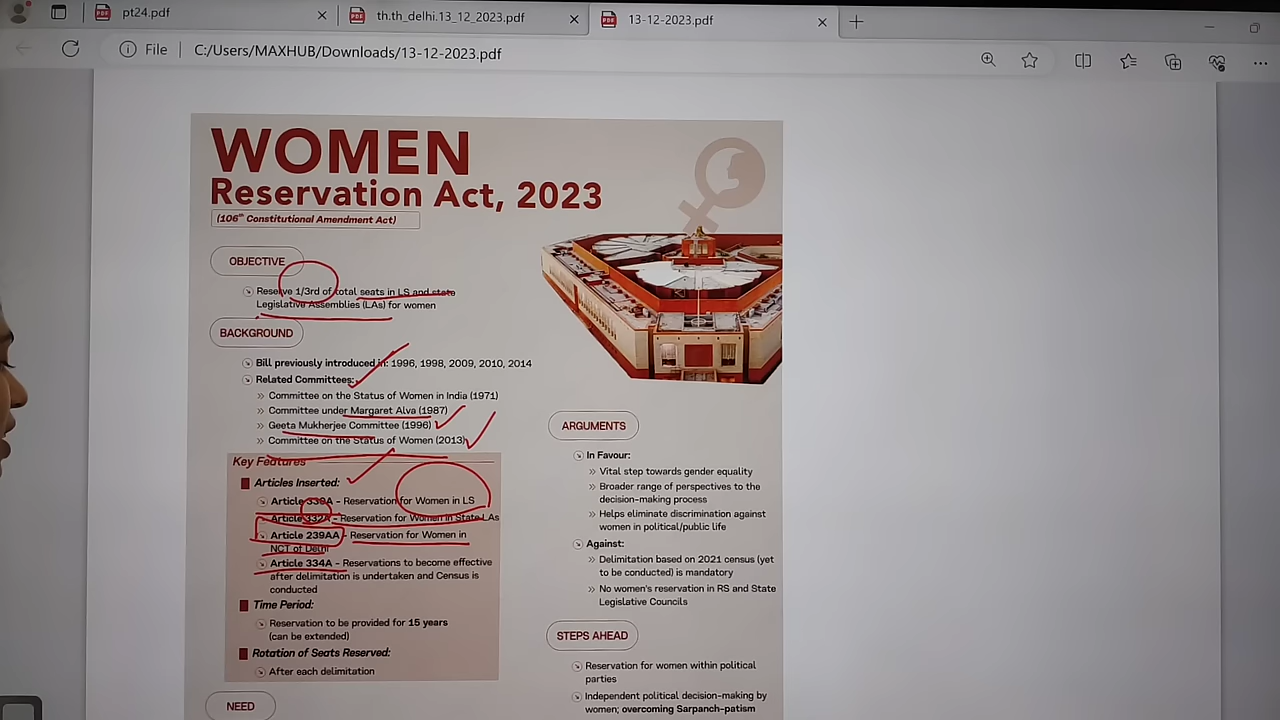 pt24.pdf
th.th_delhi.13_12_2023.pdf
13-12-2023.pdf
File
C:/Users/MAXHUB/Downloads/13-12-2023.pdf
WOMEN
Reservation Act, 2023
(106th Constitutional Amendment Act)
OBJECTIVE
Reserve 1/3rd of total seats in LS and state
Legislative Assemblies (LAs) for women
BACKGROUND
Bill previously introduced in: 1996, 1998, 2009, 2010, 2014
Related Committees:
Committee on the Status of Women in India (1971)
Committee under Margaret Alva (1987)
Geeta Mukherjee Committee (1996)
Committee on the Status of Women (2013)
Key Features
Articles Inserted:
Article 330A - Reservation for Women in LS
Article 332A - Reservation for Women in State LAs
Article 239AA - Reservation for Women in
NCT of Delhi
Article 334A - Reservations to become effective
after delimitation is undertaken and Census is
conducted
Time Period:
Reservation to be provided for 15 years
(can be extended)
Rotation of Seats Reserved:
After each delimitation
NEED
ARGUMENTS
In Favour:
Vital step towards gender equality
Broader range of perspectives to the
decision-making process
Helps eliminate discrimination against
women in political/public life
Against:
Delimitation based on 2021 census (yet
to be conducted) is mandatory
No women's reservation in RS and State
Legislative Councils
STEPS AHEAD
Reservation for women within political
parties
Independent political decision-making by
women; overcoming Sarpanch-patism